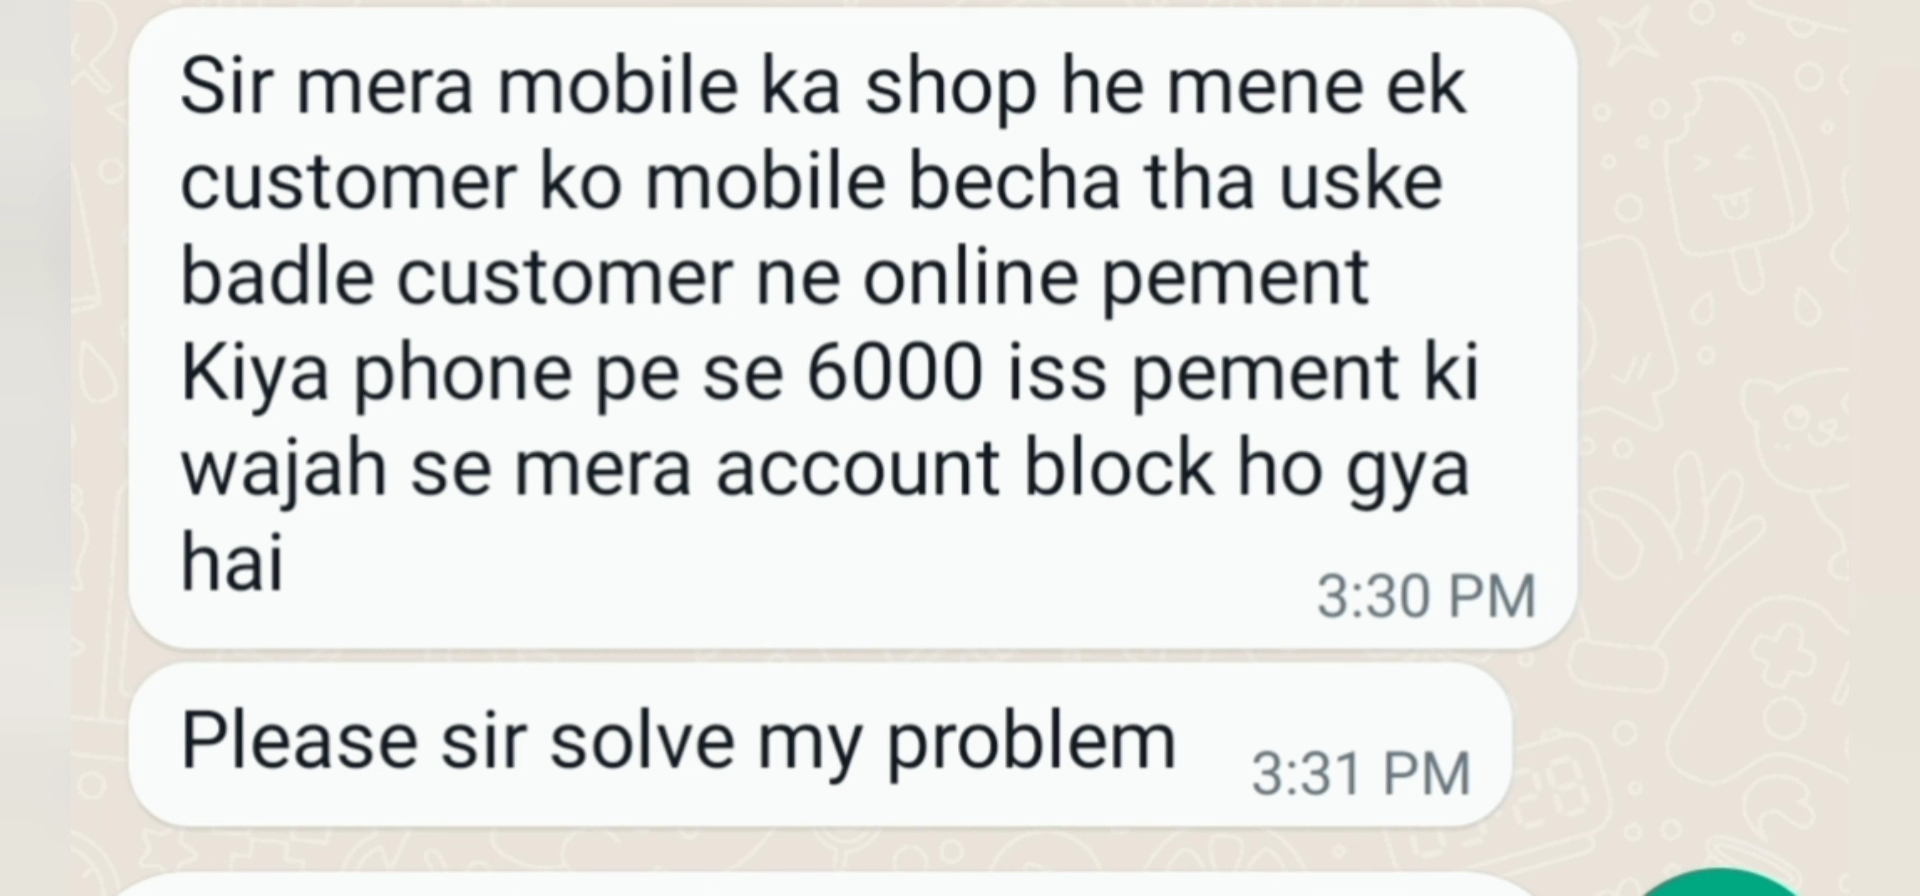 Sir mera mobile ka shop he mene ek
customer ko mobile becha tha uske
badle customer ne online pement
Kiya phone pe se 6000 iss pement ki
wajah se mera account block ho gya
hai
3:30 PM
Please sir solve my problem
3:31 PM